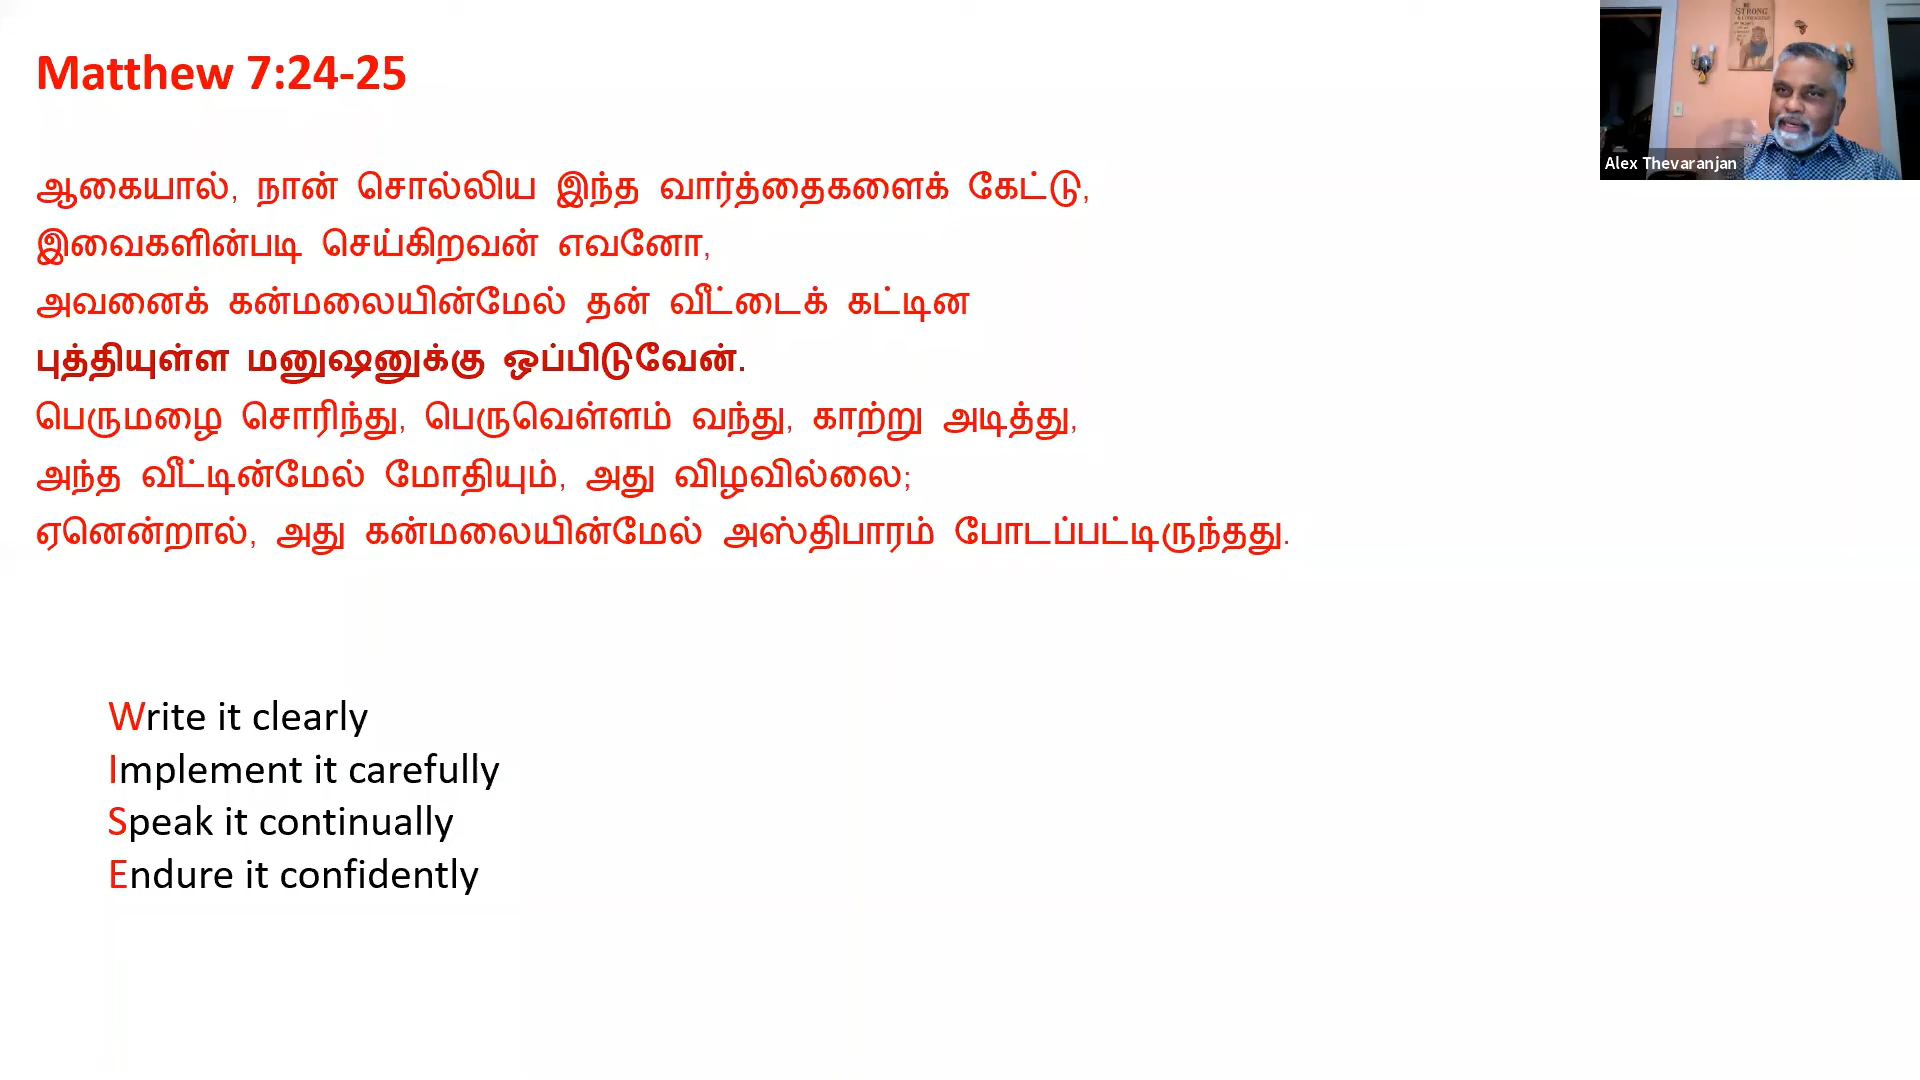 Matthew 7:24-25
ஆகையால், நான் சொல்லிய இந்த வார்த்தைகளைக் கேட்டு,
இவைகளின்படி செய்கிறவன் எவனோ,
அவனைக் கன்மலையின்மேல் தன் வீட்டைக் கட்டின
புத்தியுள்ள மனுஷனுக்கு ஒப்பிடுவேன்.
பெருமழை சொரிந்து, பெருவெள்ளம் வந்து, காற்று அடித்து,
அந்த வீட்டின்மேல் மோதியும், அது விழவில்லை;
ஏனென்றால், அது கன்மலையின்மேல் அஸ்திபாரம் போடப்பட்டிருந்தது.
Write it clearly
Implement it carefully
Speak it continually
Endure it confidently
STRONG
Alex Thevaranjan